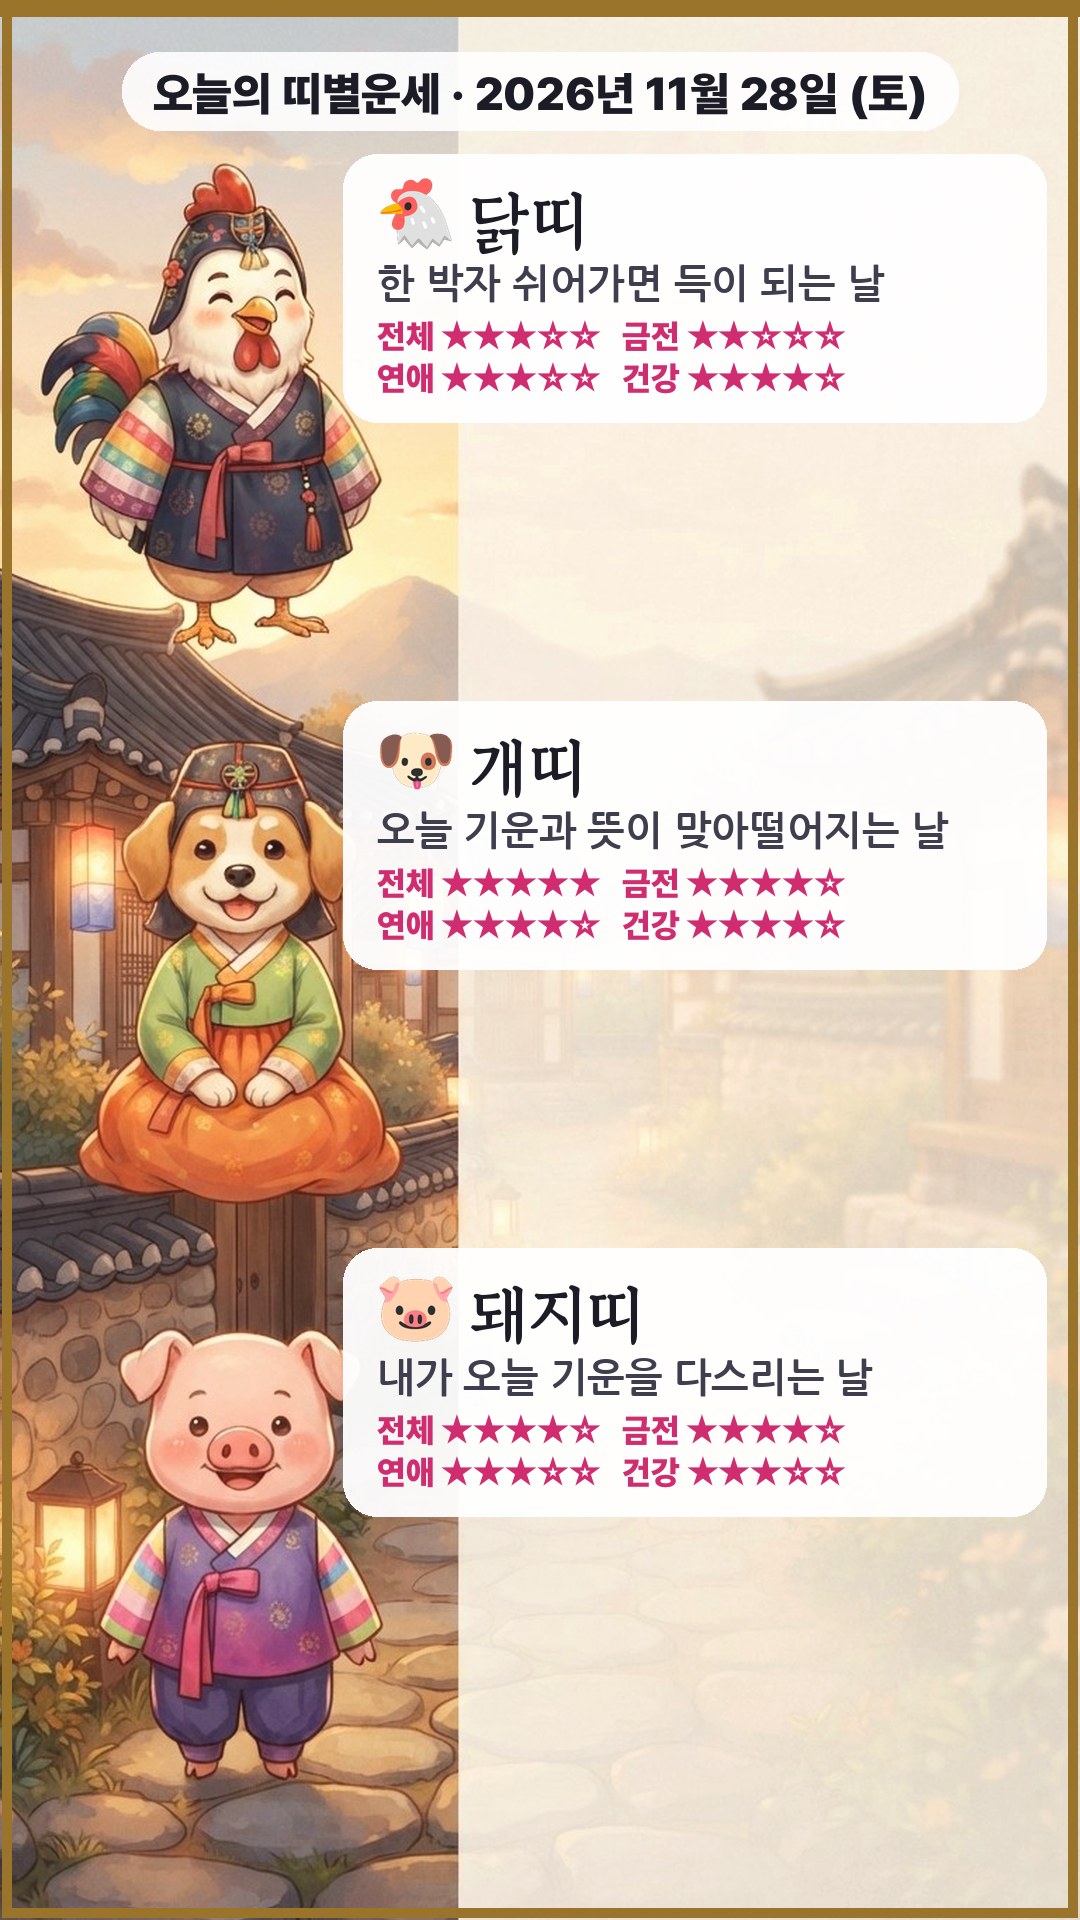 오늘의 띠별운세 · 2026년 11월 28일 (토)
닭띠
한 박자 쉬어가면 득이 되는 날
전체 ★★★☆☆ 금전 ★★☆☆☆
연애 ★★★☆☆ 건강 ★★★★☆
개띠
오늘 기운과 뜻이 맞아떨어지는 날
전체 ★★★★★ 금전 ★★★★☆
연애 ★★★★☆ 건강 ★★★★☆
돼지띠
내가 오늘 기운을 다스리는 날
전체 ★★★★☆ 금전 ★★★★☆
연애 ★★★☆☆ 건강 ★★★☆☆